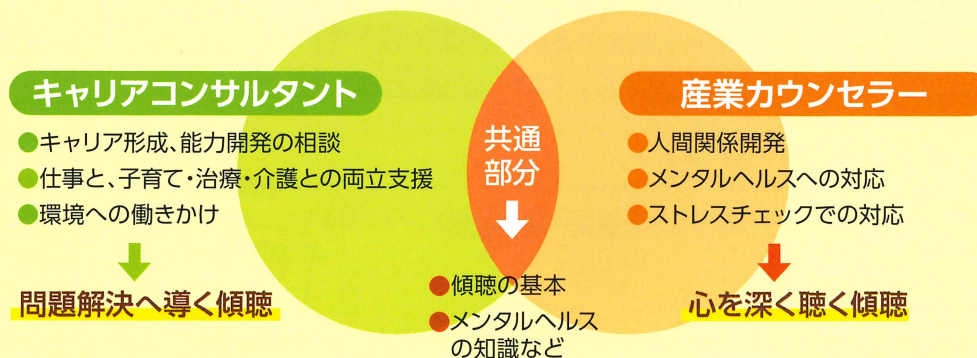 キャリアコンサルタント
●キャリア形成、能力開発の相談
●仕事と、子育て・治療・介護との両立支援
●環境への働きかけ
問題解決へ導く傾聴
共通
部分
●傾聴の基本
●メンタルヘルス
の知識など
産業カウンセラー
●人間関係開発
●メンタルヘルスへの対応
●ストレスチェックでの対応
心を深く聴く傾聴